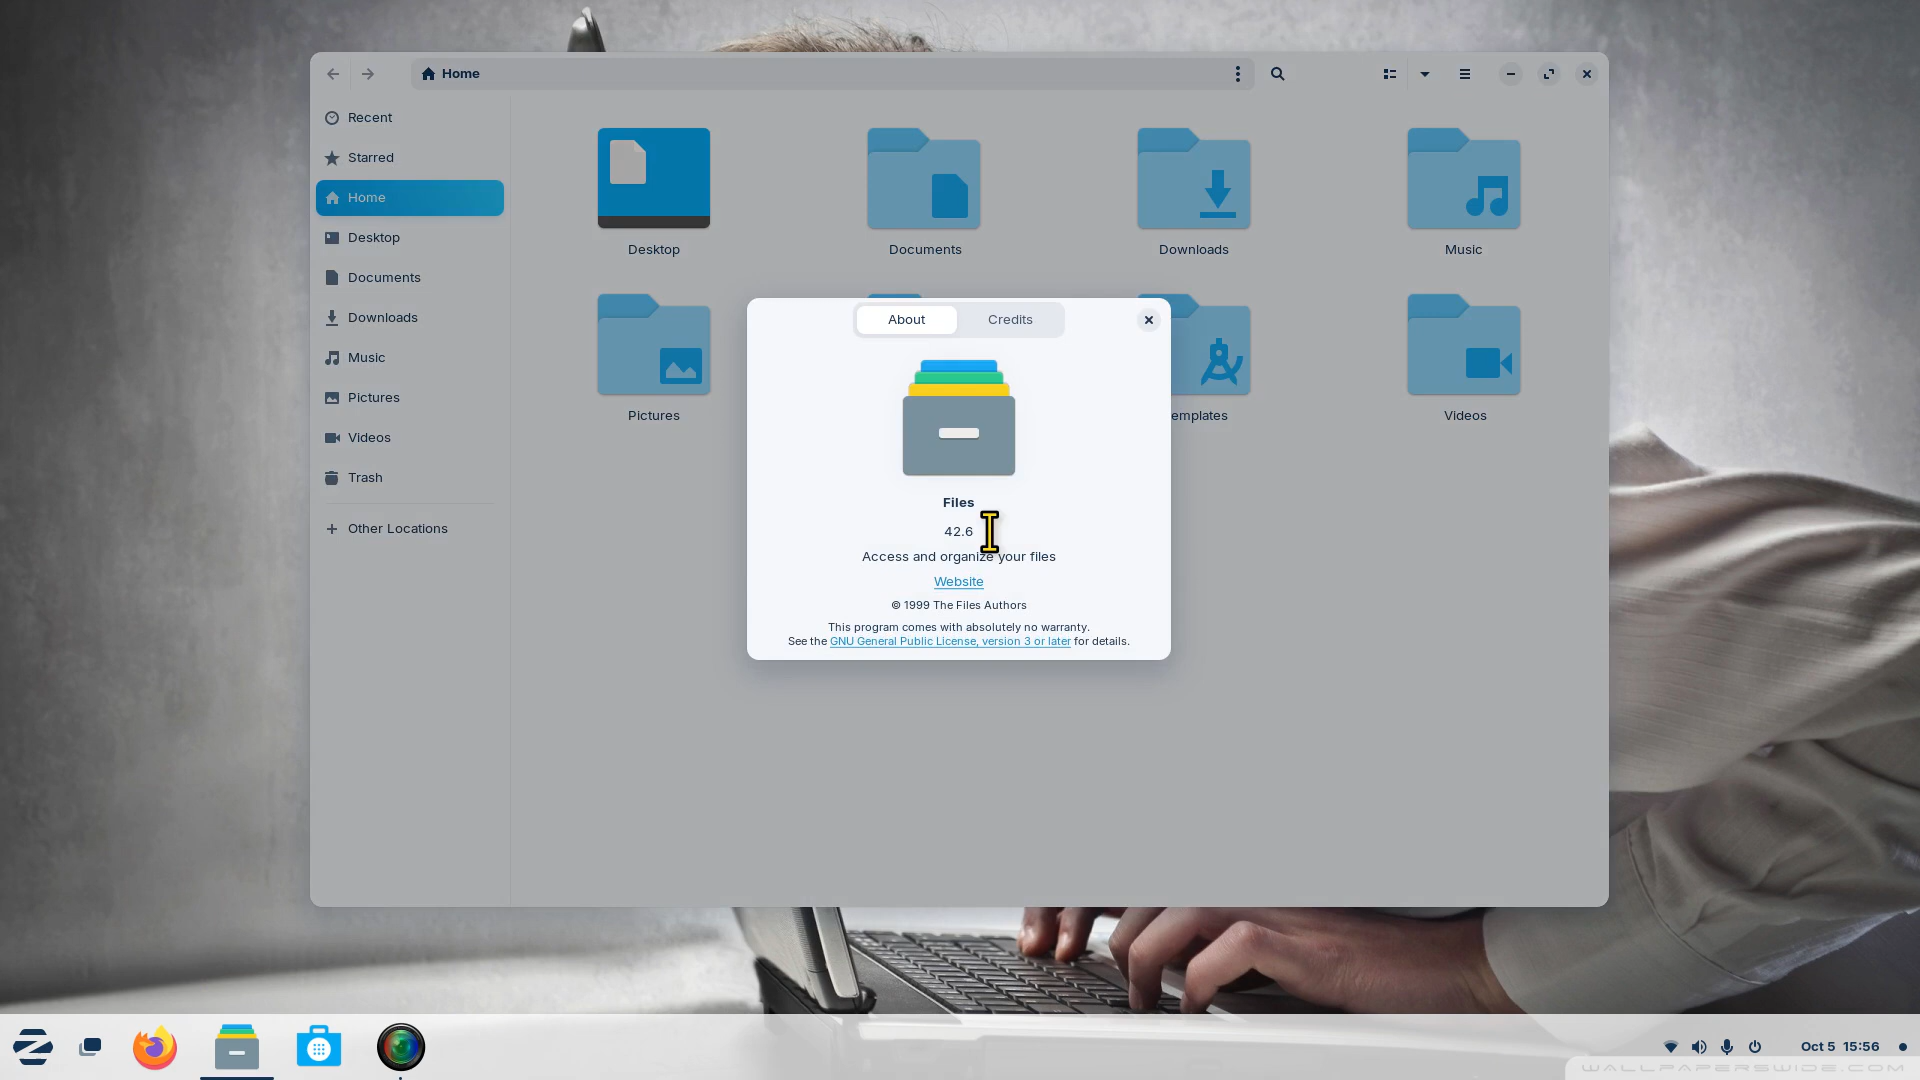 Home
Recent
Starred
Home
Desktop
Documents
Downloads
Music
Pictures
Videos
Trash
Other Locations
Desktop
Documents
Downloads
Music
Pictures
emplates
Videos
About
Credits
Files
42.6
Access and organize your files
Website
© 1999 The Files Authors
This program comes with absolutely no warranty.
See the GNU General Public License, version 3 or later for details.
Oct 5 15:56
WALLPAPERSWIDE.COM